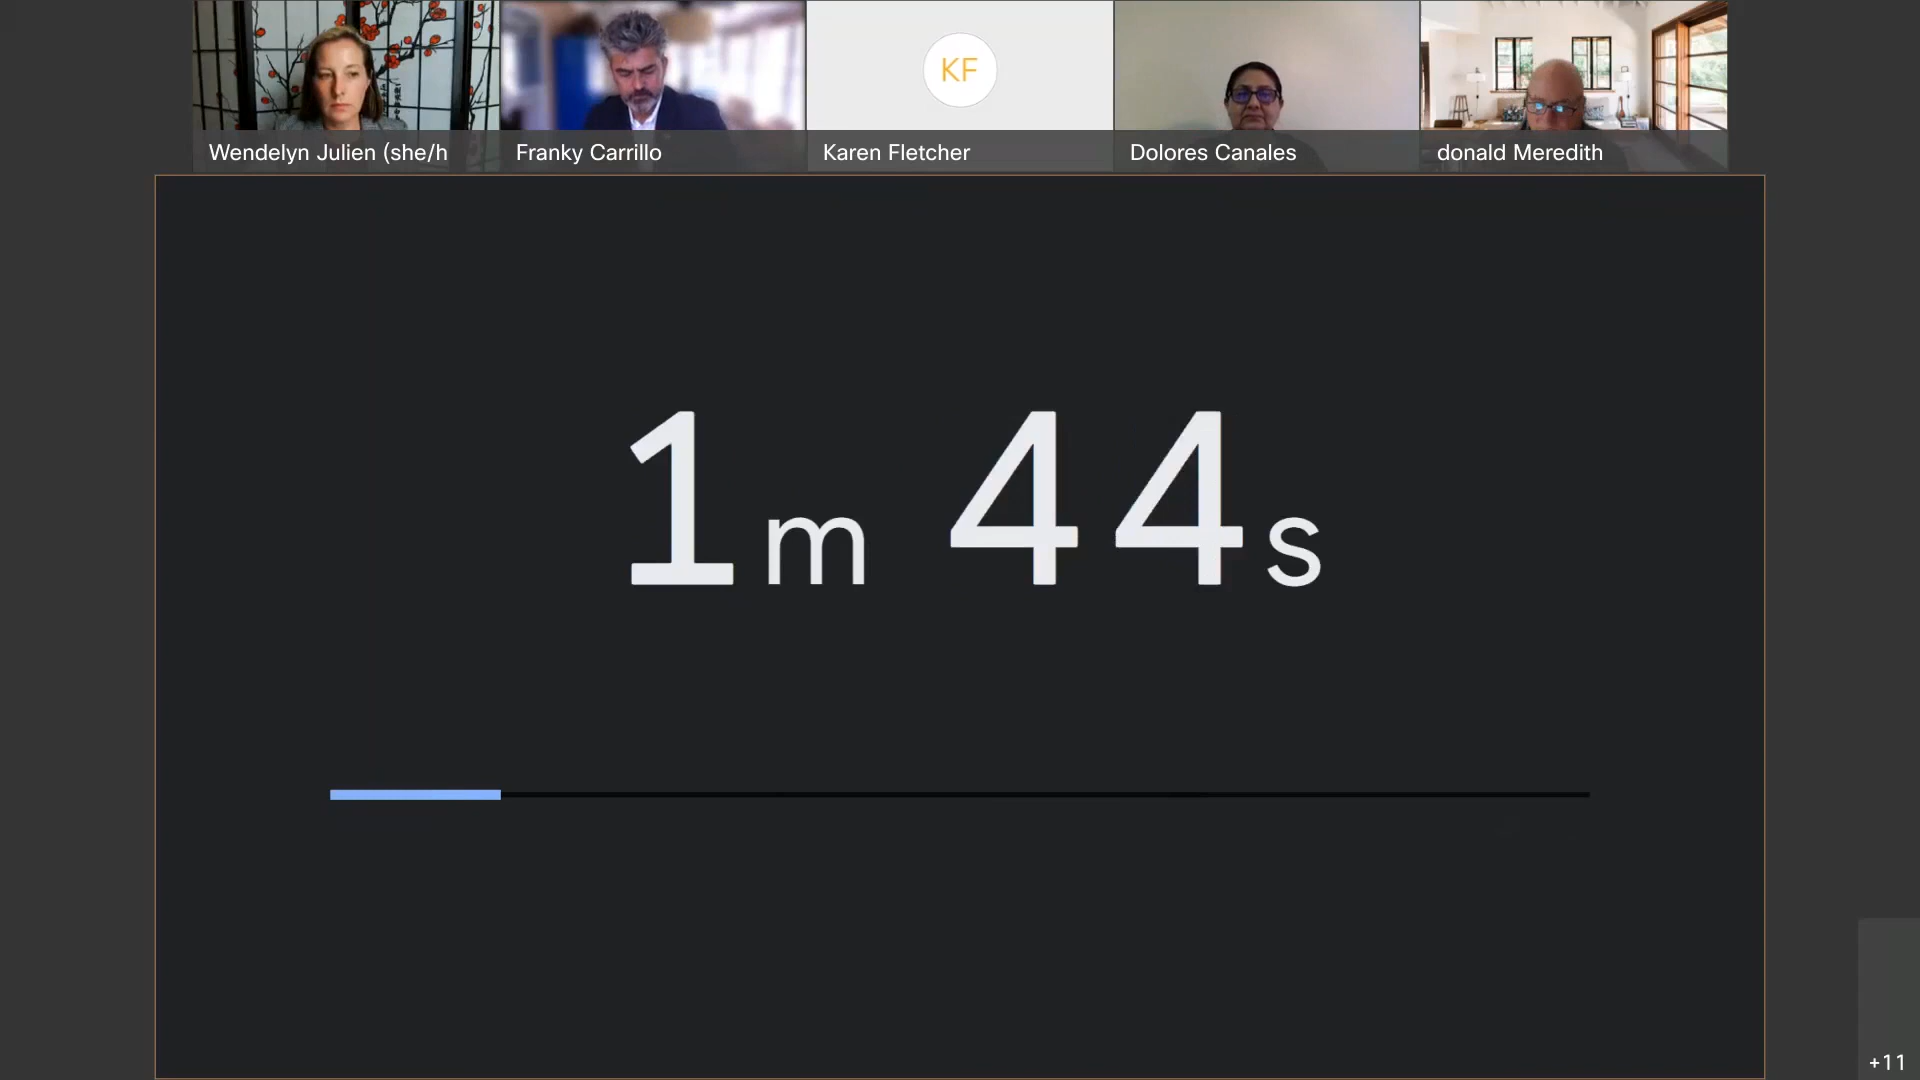 KF
Wendelyn Julien (she/h
Franky Carrillo
Karen Fletcher
Dolores Canales
donald Meredith
1m 44s
+11